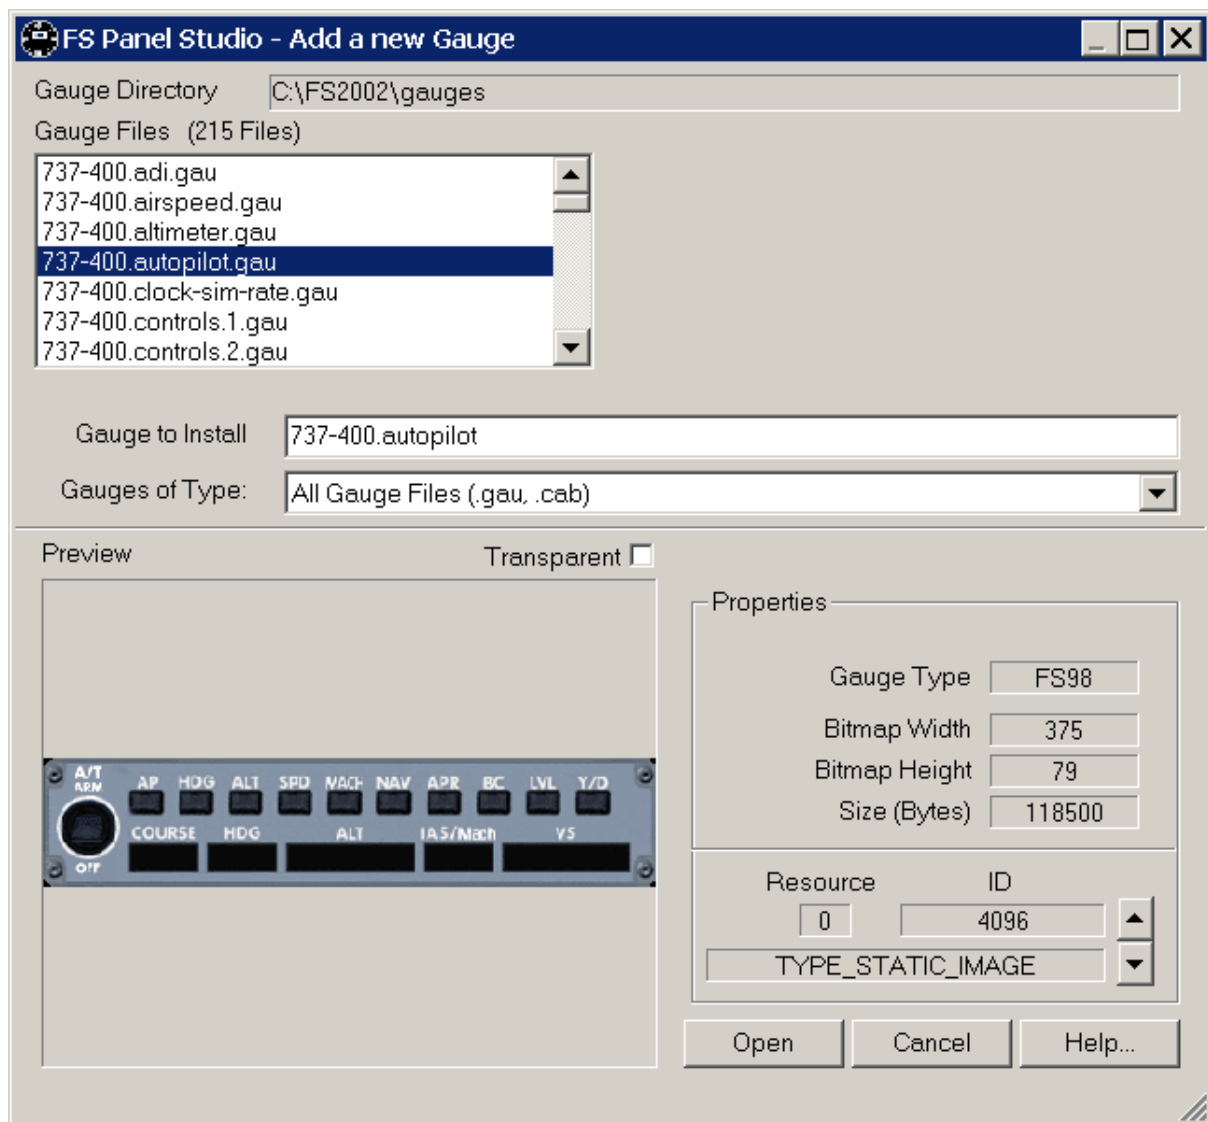 FS Panel Studio - Add a new Gauge
Gauge Directory C:\FS2002\gauges
Gauge Files (215 Files)
737-400.adi.gau
737-400.airspeed.gau
737-400.altimeter.gau
737-400.autopilot.gau
737-400.clock-sim-rate.gau
737-400.controls.1.gau
737-400.controls.2.gau
Gauge to Install 737-400.autopilot
Gauges of Type: All Gauge Files (.gau, .cab)
Preview Transparent
A/T
ARM
AP HDG ALT SPD MACH NAV APR BC LVL Y/D
COURSE HDG ALT IAS/Mach VS
OFF
Properties
Gauge Type FS98
Bitmap Width 375
Bitmap Height 79
Size (Bytes) 118500
Resource ID
0 4096
TYPE_STATIC_IMAGE
Open Cancel Help...